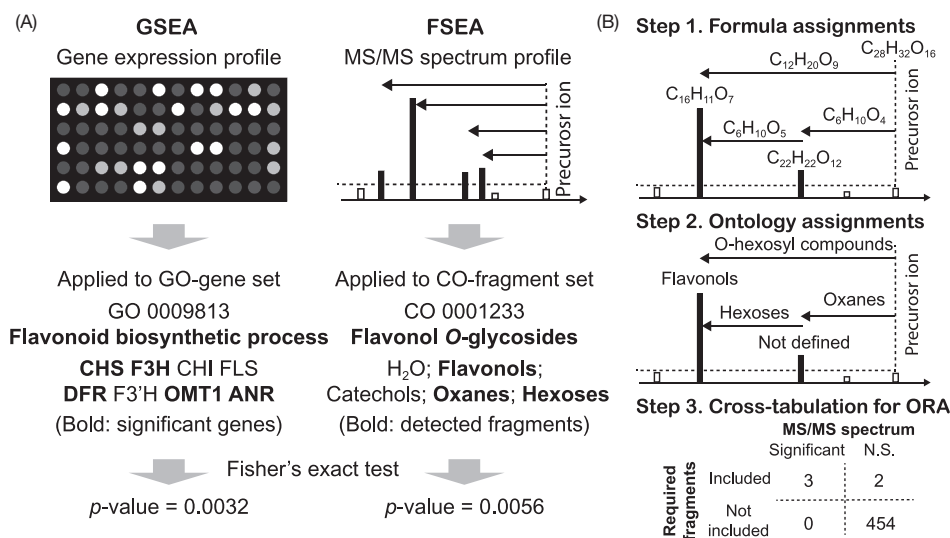 (A)
GSEA
Gene expression profile
FSEA
MS/MS spectrum profile
Precurosr ion
Applied to GO-gene set
GO 0009813
Flavonoid biosynthetic process
CHS F3H CHI FLS
DFR F3'H OMT1 ANR
(Bold: significant genes)
Applied to CO-fragment set
CO 0001233
Flavonol O-glycosides
H₂O; Flavonols;
Catechols; Oxanes; Hexoses
(Bold: detected fragments)
Fisher's exact test
p-value = 0.0032
p-value = 0.0056
(B)
Step 1. Formula assignments
C₂₈H₃₂O₁₆
C₁₂H₂₀O₉
C₁₆H₁₁O₇
C₆H₁₀O₄
C₆H₁₀O₅
C₂₂H₂₂O₁₂
Precurosr ion
Step 2. Ontology assignments
O-hexosyl compounds
Flavonols
Oxanes
Hexoses
Not defined
Precurosr ion
Step 3. Cross-tabulation for ORA
MS/MS spectrum
Significant N.S.
Required fragments
Included 3 2
Not included 0 454